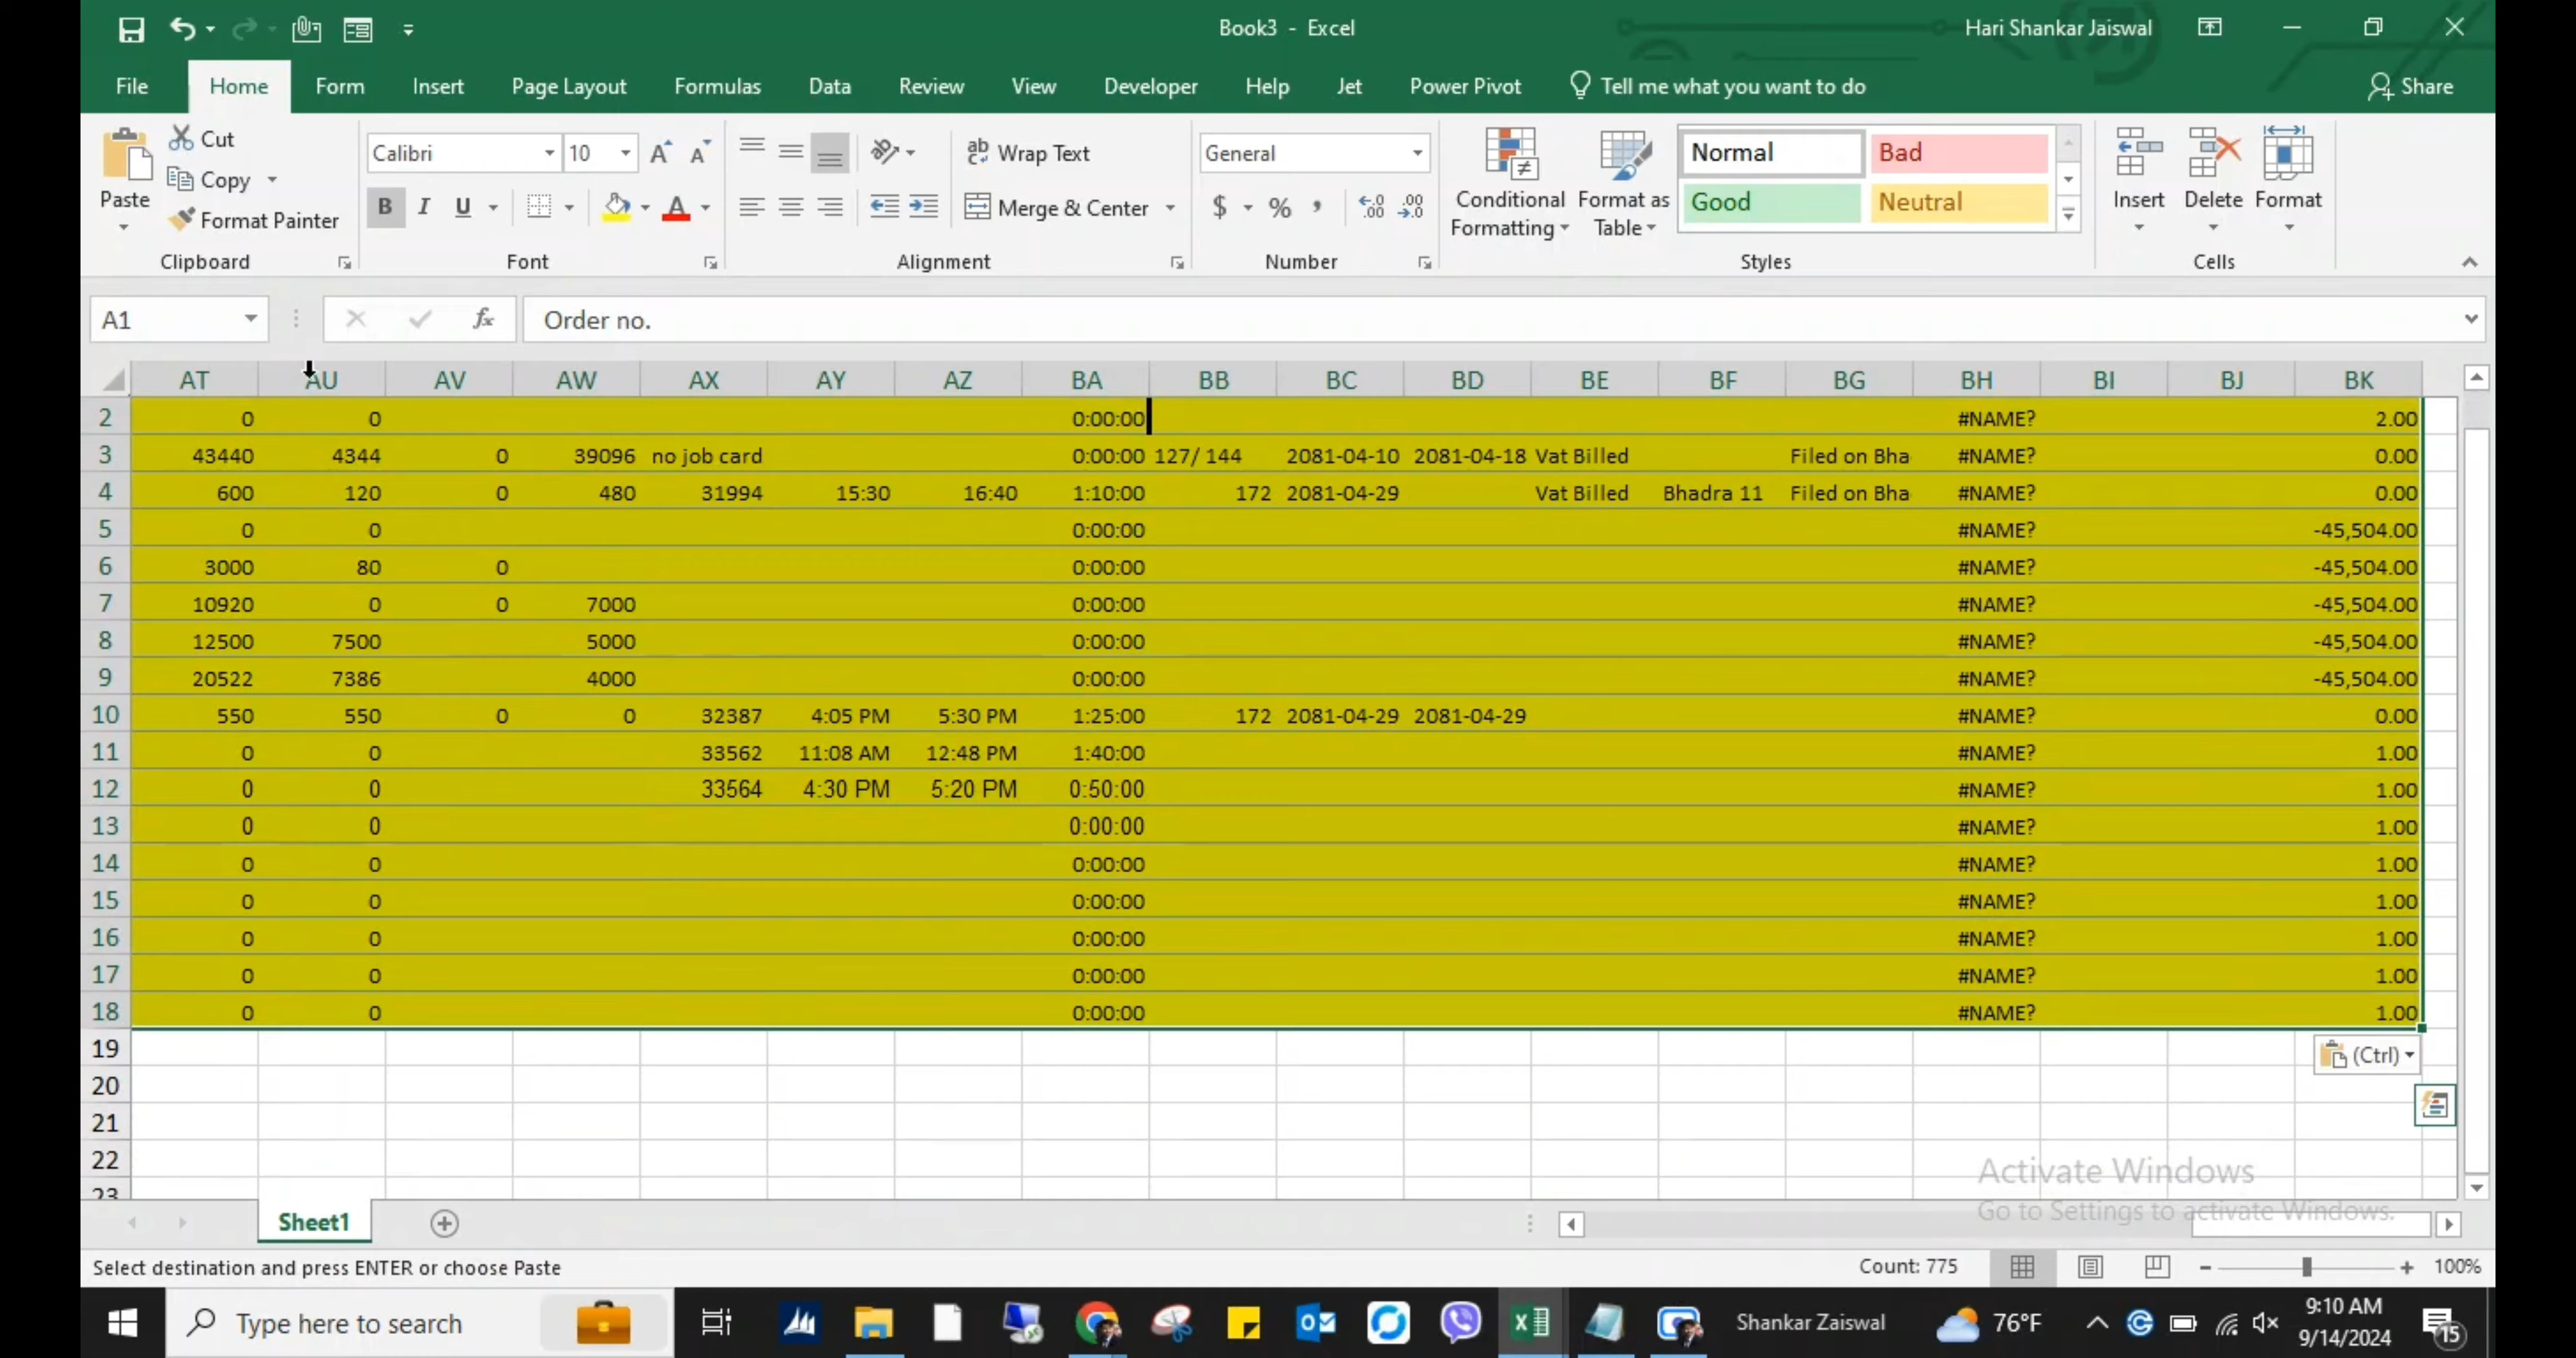 Book3 - Excel
Hari Shankar Jaiswal
File Home Form Insert Page Layout Formulas Data Review View Developer Help Jet Power Pivot Tell me what you want to do Share
Paste
Cut
Copy
Format Painter
Clipboard
Calibri 10
B I U
Font
Wrap Text
Merge & Center
Alignment
General
$ % ,
Number
Conditional Formatting
Format as Table
Normal Bad
Good Neutral
Styles
Insert Delete Format
Cells
A1 fx Order no.
AT AU AV AW AX AY AZ BA BB BC BD BE BF BG BH BI BJ BK
2 0 0 0:00:00 #NAME? 2.00
3 43440 4344 0 39096 no job card 0:00:00 127/ 144 2081-04-10 2081-04-18 Vat Billed Filed on Bha #NAME? 0.00
4 600 120 0 480 31994 15:30 16:40 1:10:00 172 2081-04-29 Vat Billed Bhadra 11 Filed on Bha #NAME? 0.00
5 0 0 0:00:00 #NAME? -45,504.00
6 3000 80 0 0:00:00 #NAME? -45,504.00
7 10920 0 0 7000 0:00:00 #NAME? -45,504.00
8 12500 7500 5000 0:00:00 #NAME? -45,504.00
9 20522 7386 4000 0:00:00 #NAME? -45,504.00
10 550 550 0 0 32387 4:05 PM 5:30 PM 1:25:00 172 2081-04-29 2081-04-29 #NAME? 0.00
11 0 0 33562 11:08 AM 12:48 PM 1:40:00 #NAME? 1.00
12 0 0 33564 4:30 PM 5:20 PM 0:50:00 #NAME? 1.00
13 0 0 0:00:00 #NAME? 1.00
14 0 0 0:00:00 #NAME? 1.00
15 0 0 0:00:00 #NAME? 1.00
16 0 0 0:00:00 #NAME? 1.00
17 0 0 0:00:00 #NAME? 1.00
18 0 0 0:00:00 #NAME? 1.00
19
(Ctrl)
20
21
22
23
Activate Windows
Go to Settings to activate Windows.
Sheet1
Select destination and press ENTER or choose Paste
Count: 775
100%
Type here to search
Shankar Zaiswal
76°F
9:10 AM
9/14/2024
15